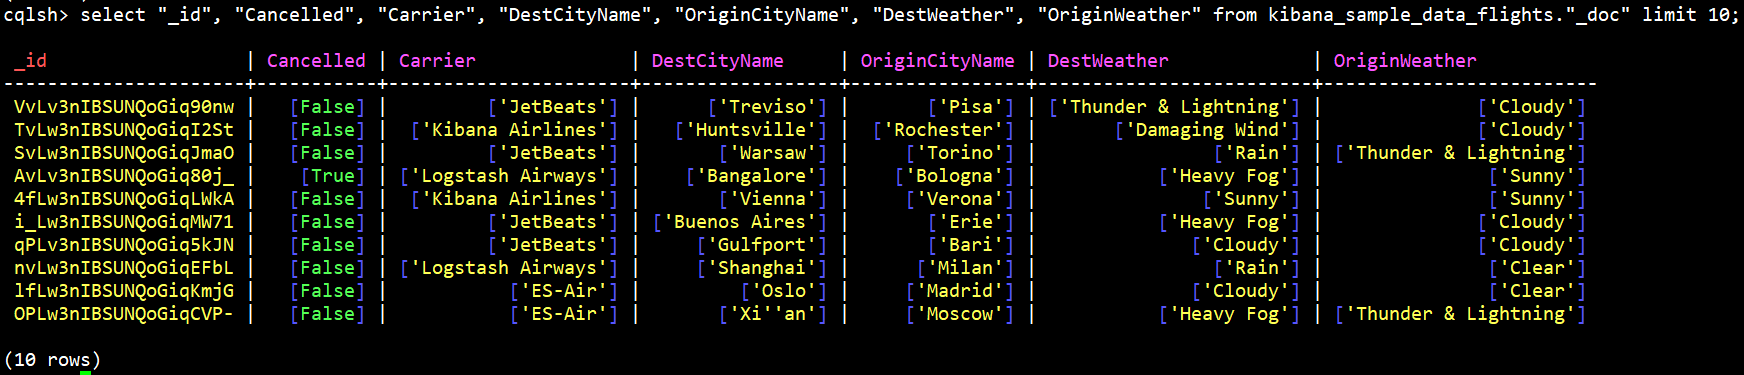 cqlsh> select "_id", "Cancelled", "Carrier", "DestCityName", "OriginCityName", "DestWeather", "OriginWeather" from kibana_sample_data_flights."_doc" limit 10;
 _id                  | Cancelled | Carrier              | DestCityName     | OriginCityName | DestWeather             | OriginWeather
----------------------+-----------+----------------------+------------------+----------------+-------------------------+-------------------------
 VvLv3nIBSUNQoGiq90nw |   [False] |         ['JetBeats'] |      ['Treviso'] |       ['Pisa'] | ['Thunder & Lightning'] |              ['Cloudy']
 TvLw3nIBSUNQoGiqI2St |   [False] |  ['Kibana Airlines'] |   ['Huntsville'] |  ['Rochester'] |       ['Damaging Wind'] |              ['Cloudy']
 SvLw3nIBSUNQoGiqJmaO |   [False] |         ['JetBeats'] |       ['Warsaw'] |     ['Torino'] |                ['Rain'] | ['Thunder & Lightning']
 AvLv3nIBSUNQoGiq80j_ |    [True] | ['Logstash Airways'] |    ['Bangalore'] |    ['Bologna'] |           ['Heavy Fog'] |               ['Sunny']
 4fLw3nIBSUNQoGiqLWkA |   [False] |  ['Kibana Airlines'] |       ['Vienna'] |     ['Verona'] |               ['Sunny'] |               ['Sunny']
 i_Lw3nIBSUNQoGiqMW71 |   [False] |         ['JetBeats'] | ['Buenos Aires'] |       ['Erie'] |           ['Heavy Fog'] |              ['Cloudy']
 qPLv3nIBSUNQoGiq5kJN |   [False] |         ['JetBeats'] |     ['Gulfport'] |       ['Bari'] |              ['Cloudy'] |              ['Cloudy']
 nvLw3nIBSUNQoGiqEFbL |   [False] | ['Logstash Airways'] |     ['Shanghai'] |      ['Milan'] |                ['Rain'] |               ['Clear']
 lfLw3nIBSUNQoGiqKmjG |   [False] |           ['ES-Air'] |         ['Oslo'] |     ['Madrid'] |              ['Cloudy'] |               ['Clear']
 OPLw3nIBSUNQoGiqCVP- |   [False] |           ['ES-Air'] |       ['Xi''an'] |     ['Moscow'] |           ['Heavy Fog'] | ['Thunder & Lightning']
(10 rows)